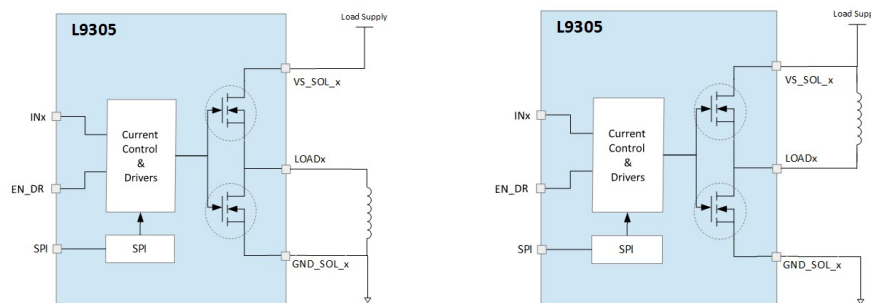 L9305
Load Supply
VS_SOL_x
INx
Current
Control
&
Drivers
LOADx
EN_DR
SPI
SPI
GND_SOL_x
L9305
Load Supp
VS_SOL_x
INx
Current
Control
&
Drivers
LOADx
EN_DR
SPI
SPI
GND_SOL_x